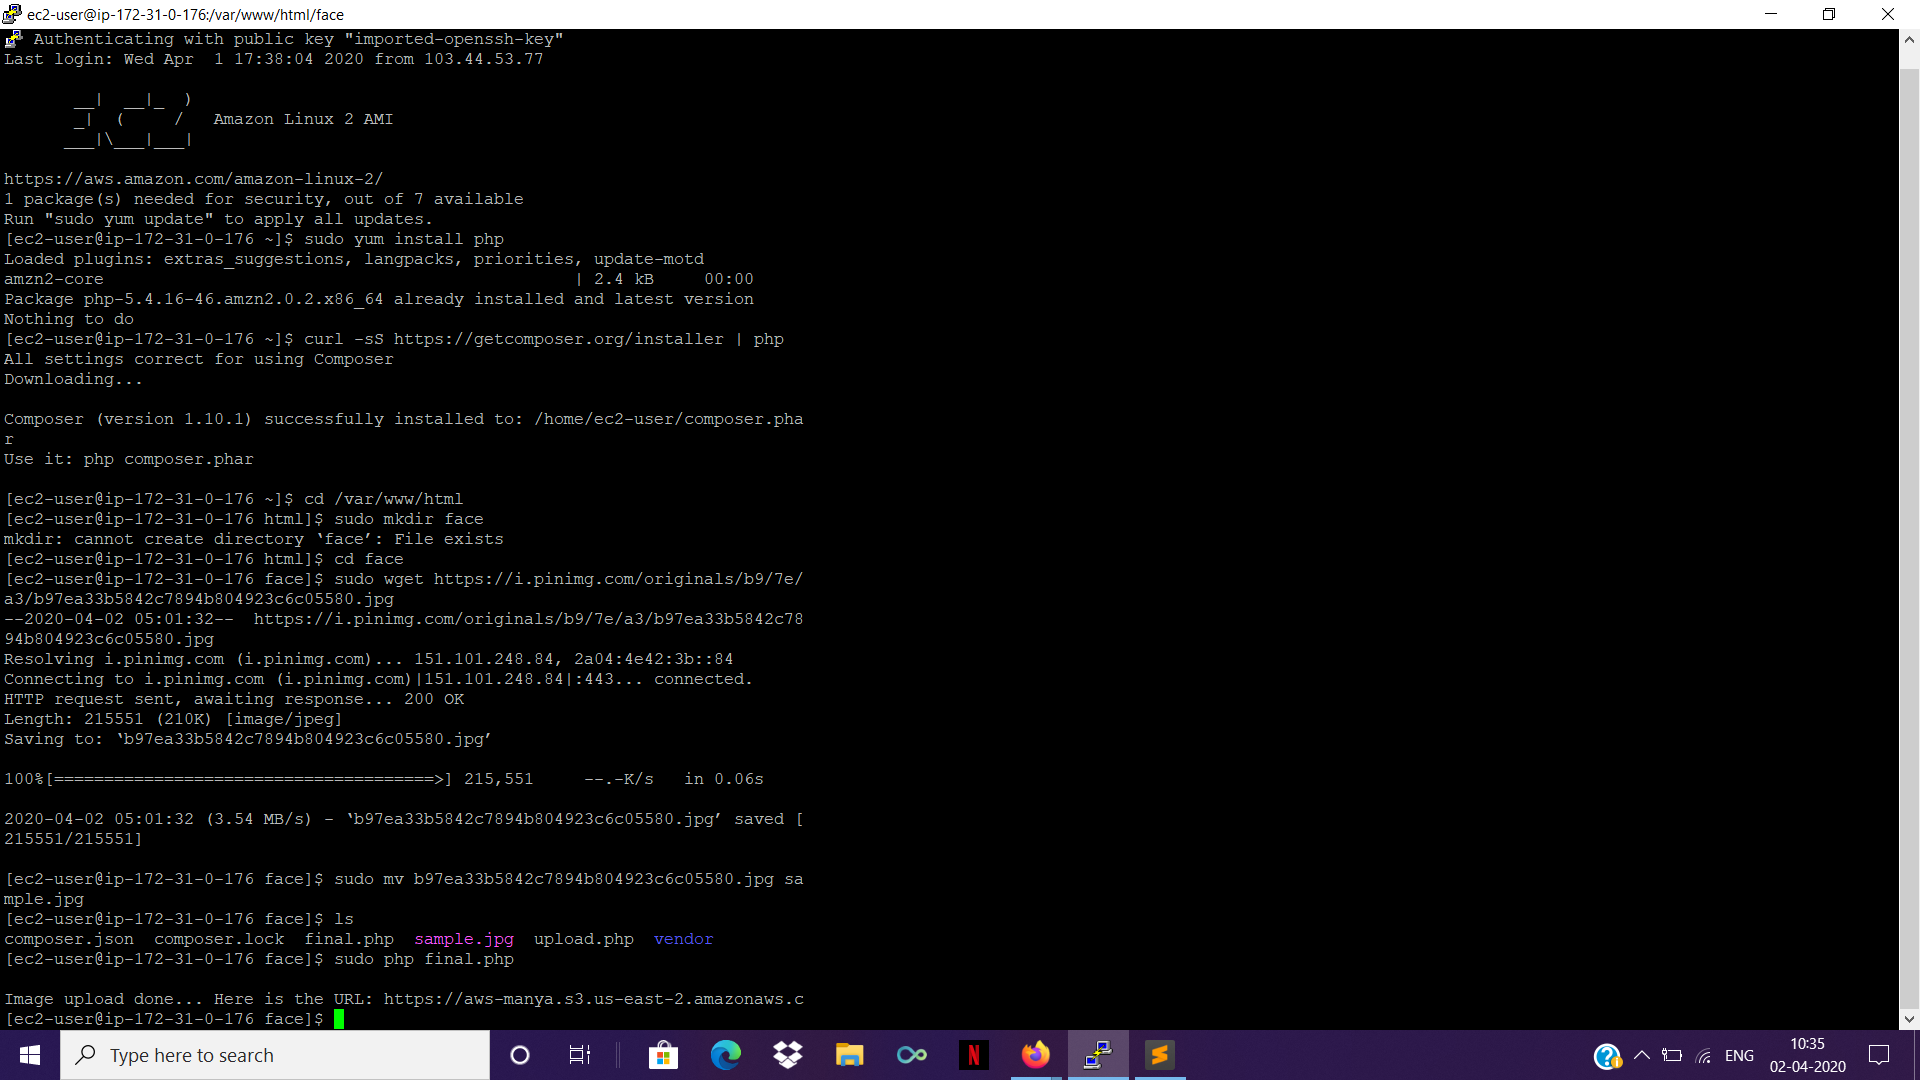 ec2-user@ip-172-31-0-176:/var/www/html/face
Authenticating with public key "imported-openssh-key"
Last login: Wed Apr  1 17:38:04 2020 from 103.44.53.77
       __|  __|_  )
       _|  (     /   Amazon Linux 2 AMI
      ___|\___|___|
https://aws.amazon.com/amazon-linux-2/
1 package(s) needed for security, out of 7 available
Run "sudo yum update" to apply all updates.
[ec2-user@ip-172-31-0-176 ~]$ sudo yum install php
Loaded plugins: extras_suggestions, langpacks, priorities, update-motd
amzn2-core                                               | 2.4 kB     00:00
Package php-5.4.16-46.amzn2.0.2.x86_64 already installed and latest version
Nothing to do
[ec2-user@ip-172-31-0-176 ~]$ curl -sS https://getcomposer.org/installer | php
All settings correct for using Composer
Downloading...
Composer (version 1.10.1) successfully installed to: /home/ec2-user/composer.pha
r
Use it: php composer.phar
[ec2-user@ip-172-31-0-176 ~]$ cd /var/www/html
[ec2-user@ip-172-31-0-176 html]$ sudo mkdir face
mkdir: cannot create directory ‘face’: File exists
[ec2-user@ip-172-31-0-176 html]$ cd face
[ec2-user@ip-172-31-0-176 face]$ sudo wget https://i.pinimg.com/originals/b9/7e/
a3/b97ea33b5842c7894b804923c6c05580.jpg
--2020-04-02 05:01:32--  https://i.pinimg.com/originals/b9/7e/a3/b97ea33b5842c78
94b804923c6c05580.jpg
Resolving i.pinimg.com (i.pinimg.com)... 151.101.248.84, 2a04:4e42:3b::84
Connecting to i.pinimg.com (i.pinimg.com)|151.101.248.84|:443... connected.
HTTP request sent, awaiting response... 200 OK
Length: 215551 (210K) [image/jpeg]
Saving to: ‘b97ea33b5842c7894b804923c6c05580.jpg’
100%[======================================>] 215,551     --.-K/s   in 0.06s
2020-04-02 05:01:32 (3.54 MB/s) - ‘b97ea33b5842c7894b804923c6c05580.jpg’ saved [
215551/215551]
[ec2-user@ip-172-31-0-176 face]$ sudo mv b97ea33b5842c7894b804923c6c05580.jpg sa
mple.jpg
[ec2-user@ip-172-31-0-176 face]$ ls
composer.json  composer.lock  final.php  sample.jpg  upload.php  vendor
[ec2-user@ip-172-31-0-176 face]$ sudo php final.php
Image upload done... Here is the URL: https://aws-manya.s3.us-east-2.amazonaws.c
[ec2-user@ip-172-31-0-176 face]$
Type here to search
N
ENG
10:35
02-04-2020